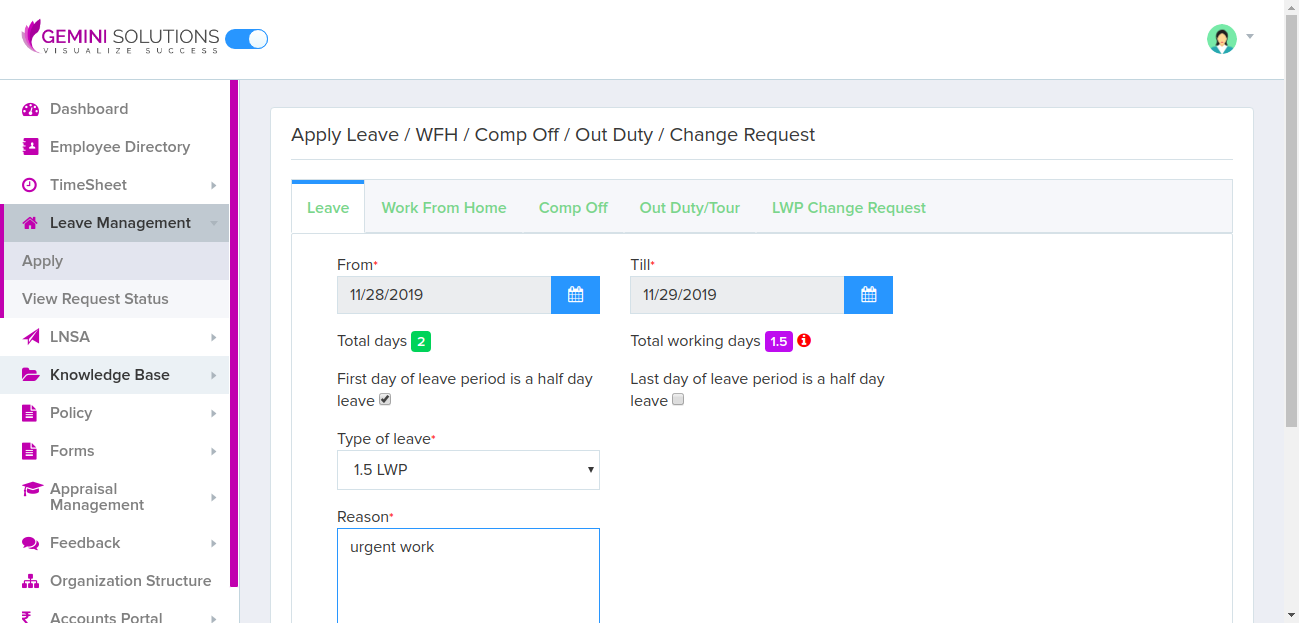 GEMINI SOLUTIONS
VISUALIZE SUCCESS
Dashboard
Employee Directory
TimeSheet
Leave Management
Apply
View Request Status
LNSA
Knowledge Base
Policy
Forms
Appraisal
Management
Feedback
Organization Structure
Accounts Portal
Apply Leave / WFH / Comp Off / Out Duty / Change Request
Leave Work From Home Comp Off Out Duty/Tour LWP Change Request
From* Till*
11/28/2019 11/29/2019
Total days 2 Total working days 1.5
First day of leave period is a half day
leave
Last day of leave period is a half day
leave
Type of leave*
1.5 LWP
Reason*
urgent work